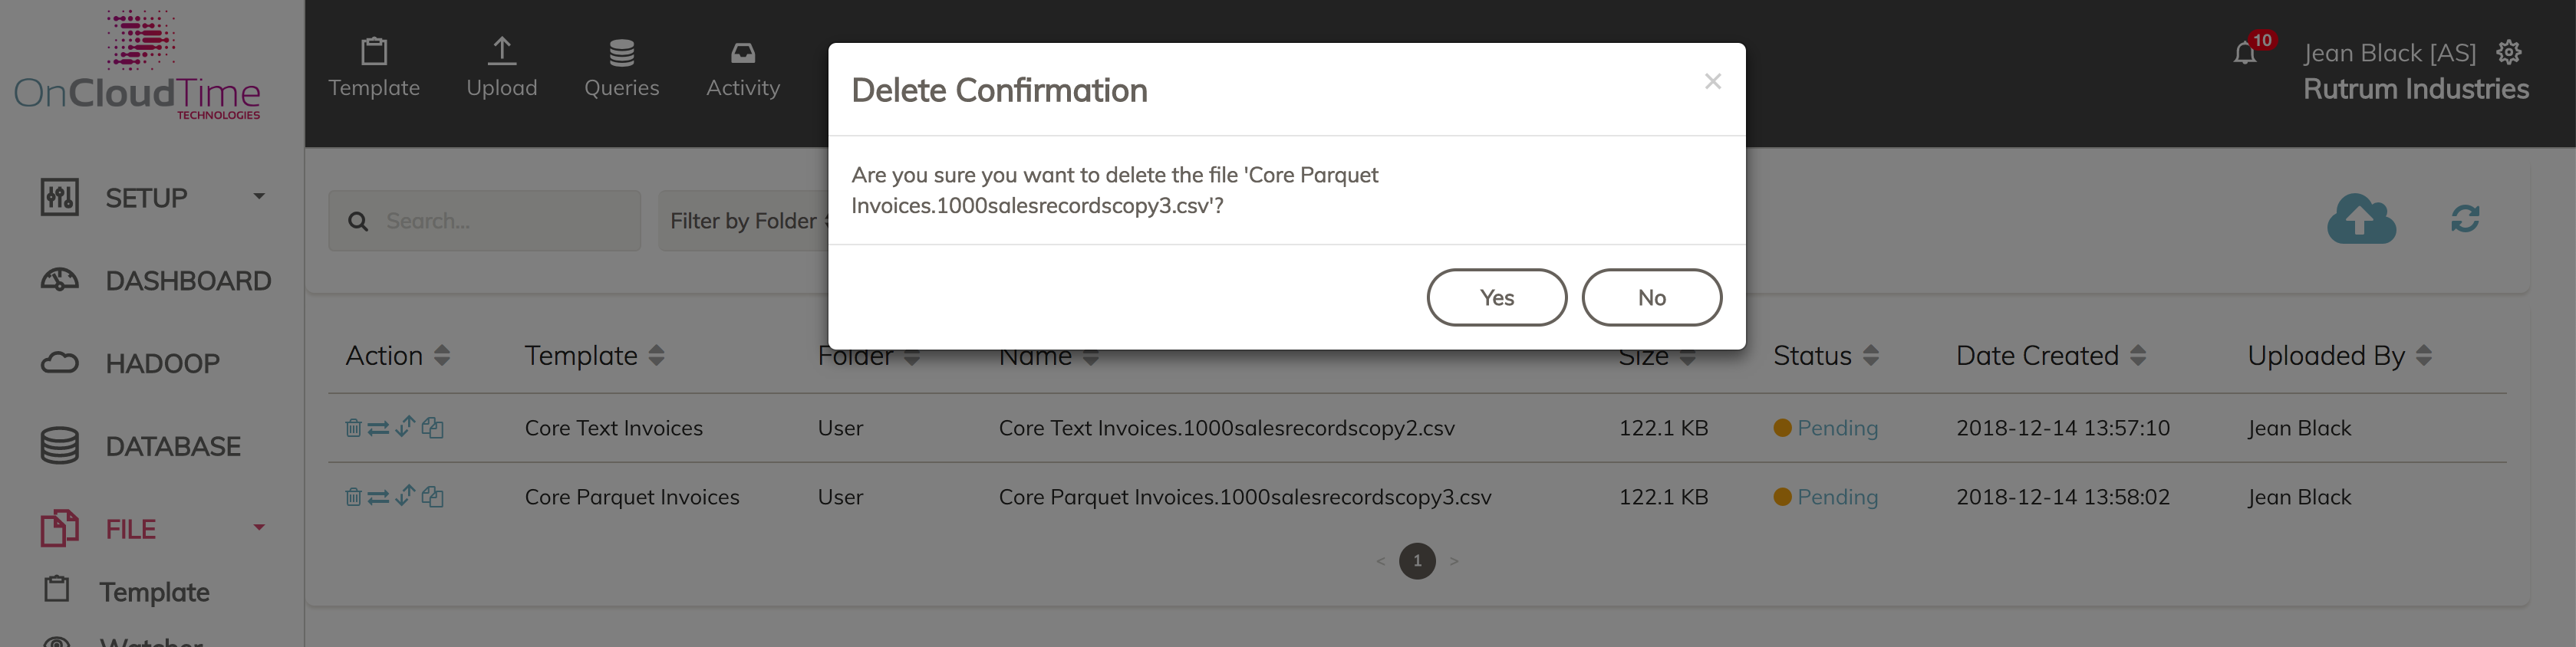 OnCloudTime
TECHNOLOGIES
Template
Upload
Queries
Activity
10
Jean Black [AS]
Rutrum Industries
Delete Confirmation
×
Are you sure you want to delete the file 'Core Parquet
Invoices.1000salesrecordscopy3.csv'?
Yes
No
SETUP
DASHBOARD
HADOOP
DATABASE
FILE
Template
Watcher
Search...
Filter by Folder
Action Template Folder Name Size Status Date Created Uploaded By
Core Text Invoices User Core Text Invoices.1000salesrecordscopy2.csv 122.1 KB Pending 2018-12-14 13:57:10 Jean Black
Core Parquet Invoices User Core Parquet Invoices.1000salesrecordscopy3.csv 122.1 KB Pending 2018-12-14 13:58:02 Jean Black
< 1 >